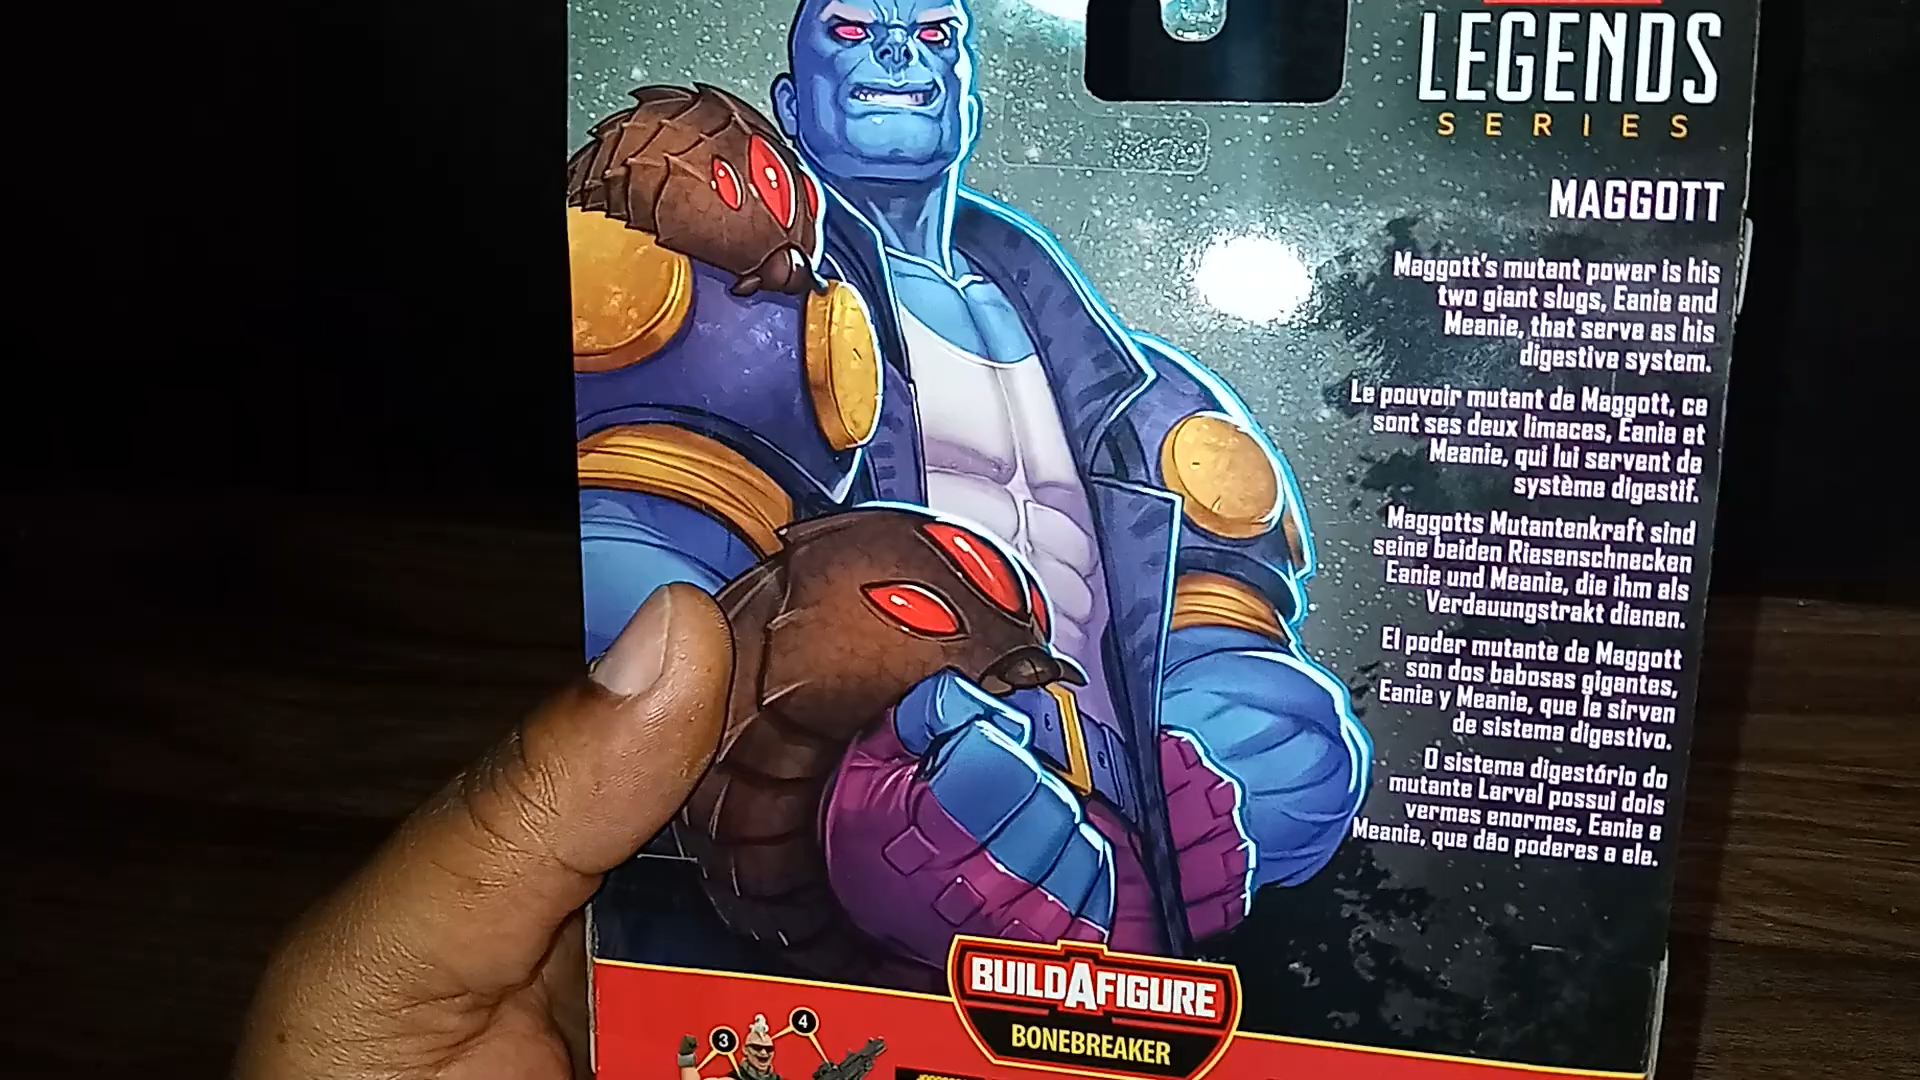 LEGENDS
SERIES
MAGGOTT
Maggott's mutant power is his
two giant slugs, Eanie and
Meanie, that serve as his
digestive system.
Le pouvoir mutant de Maggott, ce
sont ses deux limaces, Eanie et
Meanie, qui lui servent de
système digestif.
Maggotts Mutantenkraft sind
seine beiden Riesenschnecken
Eanie und Meanie, die ihm als
Verdauungstrakt dienen.
El poder mutante de Maggott
son dos babosas gigantes,
Eanie y Meanie, que le sirven
de sistema digestivo.
O sistema digestório do
mutante Larval possui dois
vermes enormes, Eanie e
Meanie, que dão poderes a ele.
BUILDAFIGURE
BONEBREAKER
4
3